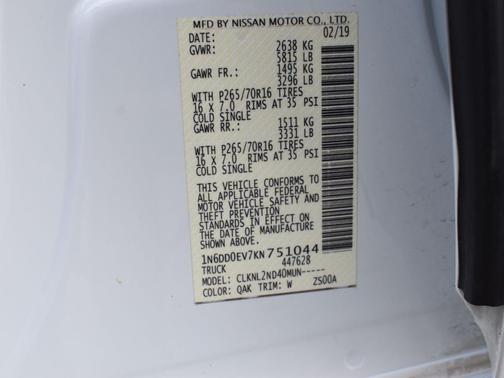 MFD BY NISSAN MOTOR CO., LTD.
DATE: 02/19
GVWR: 2638 KG
5815 LB
GAWR FR.: 1495 KG
3296 LB
WITH P265/70R16 TIRES
16 X 7.0 RIMS AT 35 PSI
COLD SINGLE
GAWR RR.: 1511 KG
3331 LB
WITH P265/70R16 TIRES
16 X 7.0 RIMS AT 35 PSI
COLD SINGLE
THIS VEHICLE CONFORMS TO
ALL APPLICABLE FEDERAL
MOTOR VEHICLE SAFETY AND
THEFT PREVENTION
STANDARDS IN EFFECT ON
THE DATE OF MANUFACTURE
SHOWN ABOVE.
1N6DD0EV7KN751044
TRUCK 447628
MODEL: CLKNL2ND40MUN-----
COLOR: QAK TRIM: W ZS00A